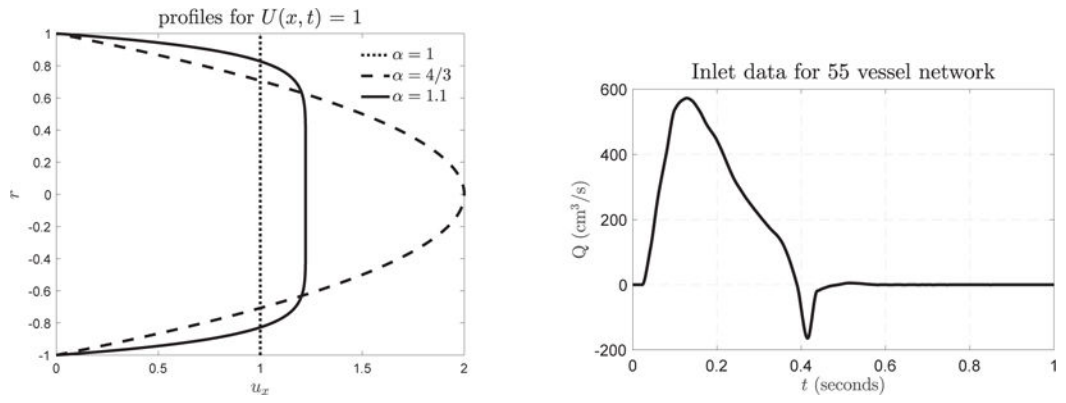 profiles for U(x, t) = 1
1
0.8
0.6
0.4
0.2
0
-0.2
-0.4
-0.6
-0.8
-1
r
α = 1
α = 4/3
α = 1.1
0 0.5 1 1.5 2
u_x
Inlet data for 55 vessel network
600
400
200
0
-200
Q (cm³/s)
0 0.2 0.4 0.6 0.8 1
t (seconds)